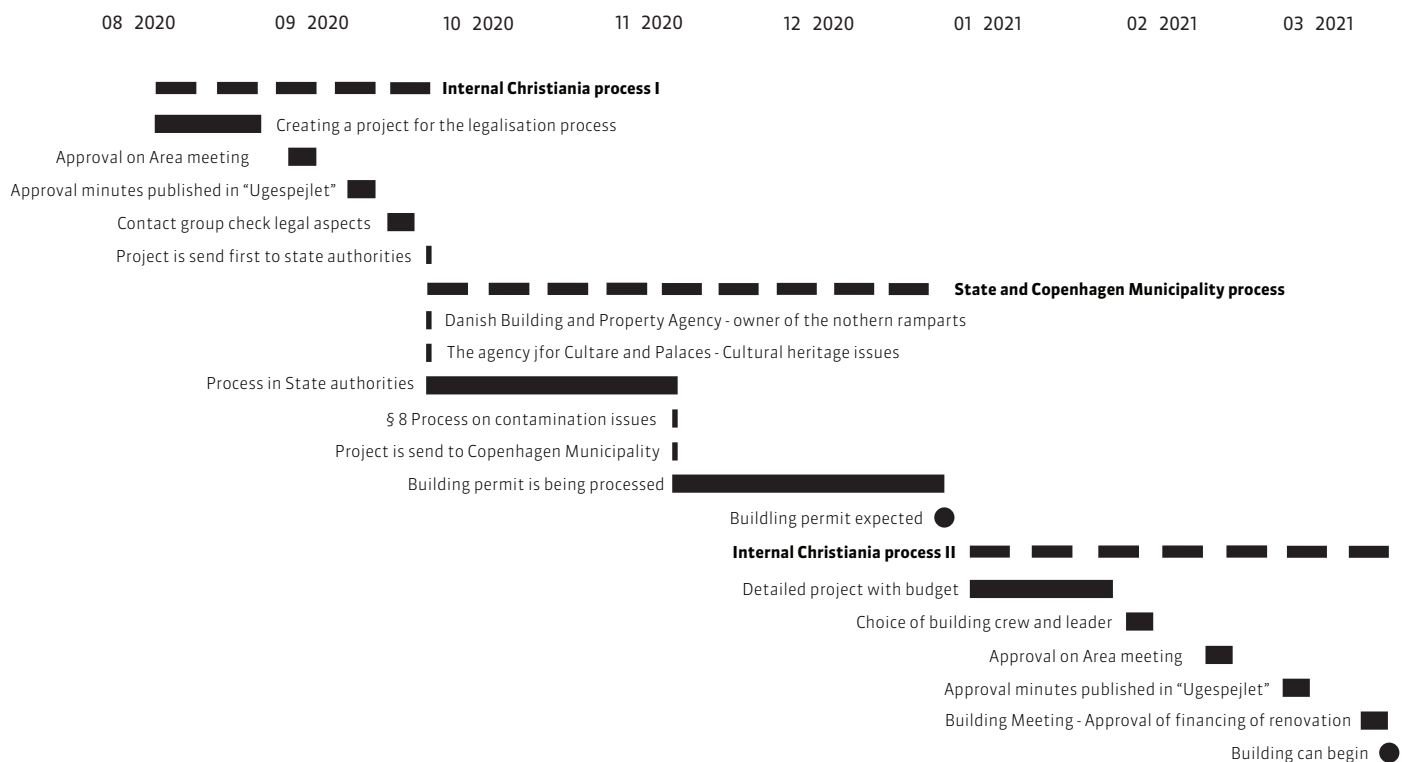 08 2020 09 2020 10 2020 11 2020 12 2020 01 2021 02 2021 03 2021
Internal Christiania process I
Creating a project for the legalisation process
Approval on Area meeting
Approval minutes published in “Ugespejlet”
Contact group check legal aspects
Project is send first to state authorities
State and Copenhagen Municipality process
Danish Building and Property Agency - owner of the nothern ramparts
The agency jfor Cultare and Palaces - Cultural heritage issues
Process in State authorities
§ 8 Process on contamination issues
Project is send to Copenhagen Municipality
Building permit is being processed
Buildling permit expected
Internal Christiania process II
Detailed project with budget
Choice of building crew and leader
Approval on Area meeting
Approval minutes published in “Ugespejlet”
Building Meeting - Approval of financing of renovation
Building can begin